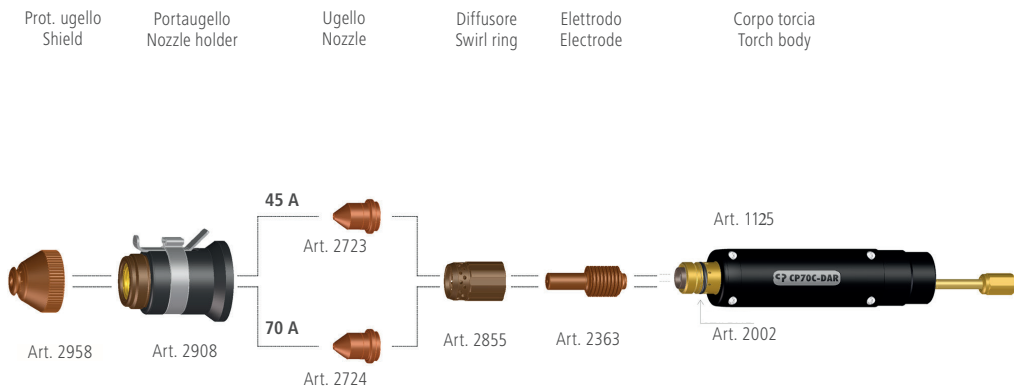 Prot. ugello
Shield
Portaugello
Nozzle holder
Ugello
Nozzle
Diffusore
Swirl ring
Elettrodo
Electrode
Corpo torcia
Torch body
45 A
Art. 2723
Art. 1125
CP70C-DAR
70 A
Art. 2958
Art. 2908
Art. 2724
Art. 2855
Art. 2363
Art. 2002